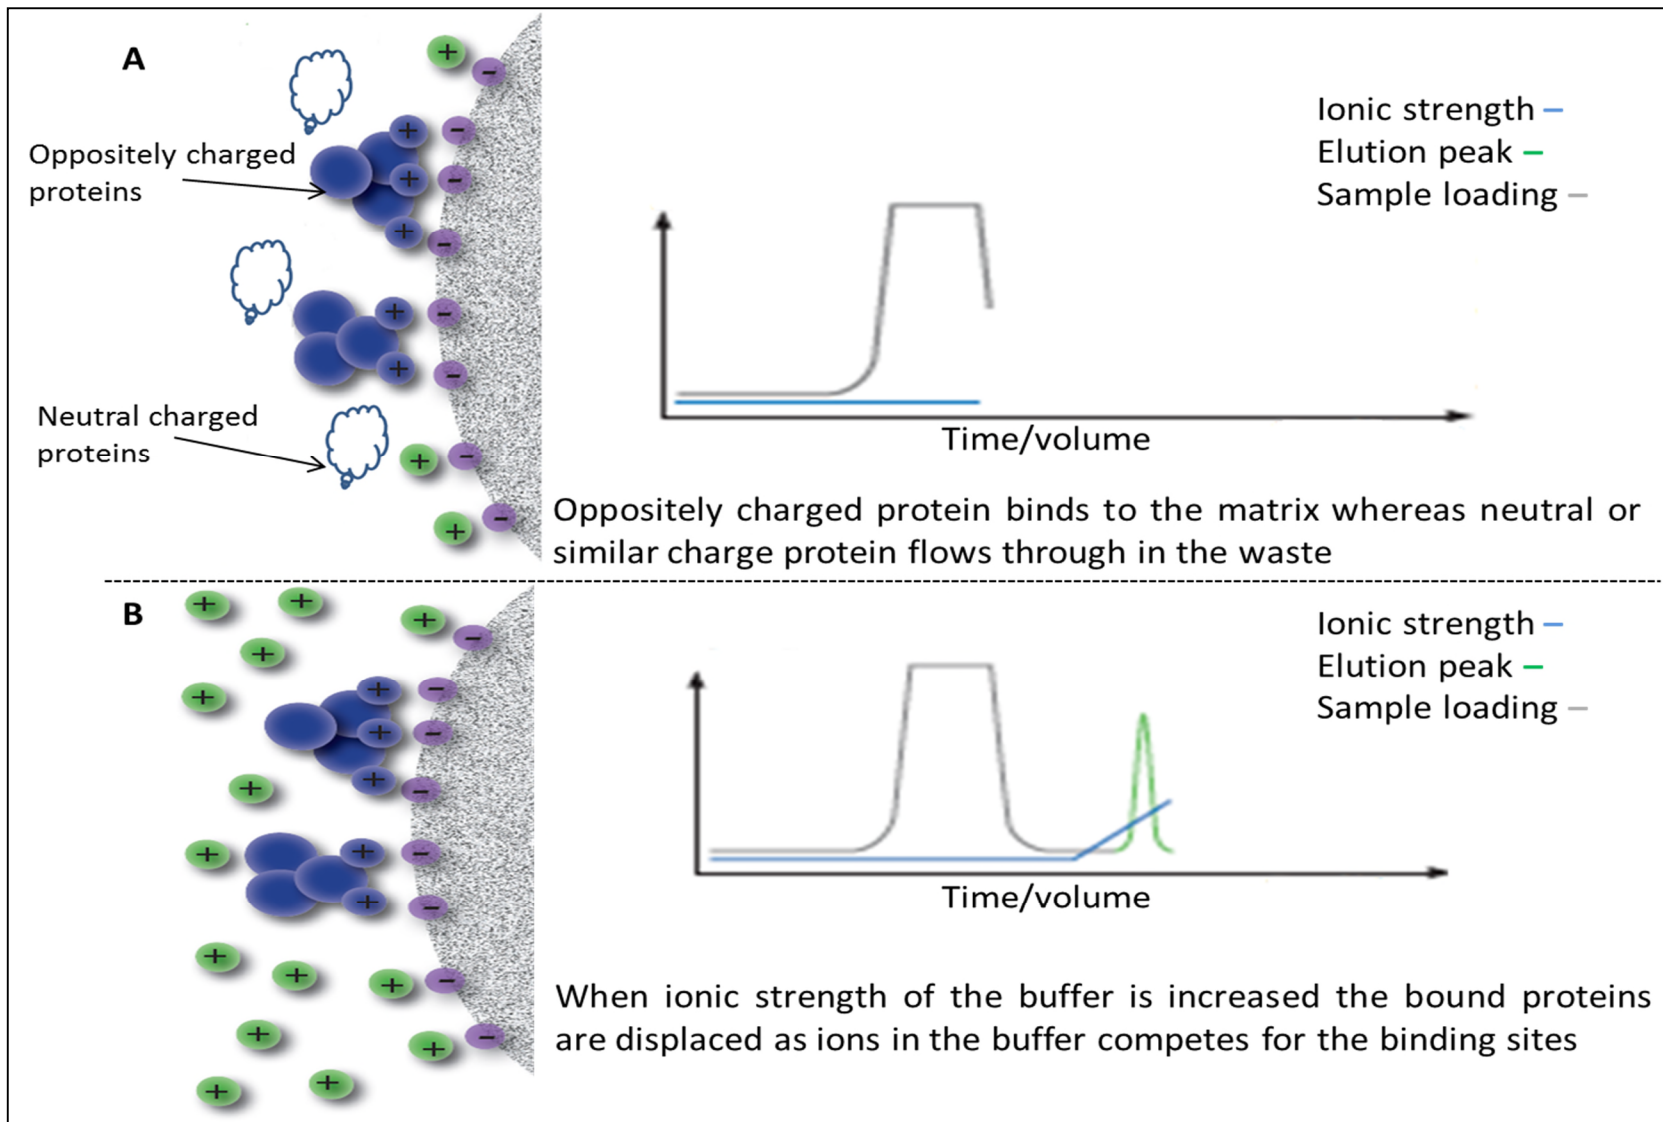 A
Oppositely charged
proteins
Neutral charged
proteins
Ionic strength
Elution peak
Sample loading
Time/volume
Oppositely charged protein binds to the matrix whereas neutral or
similar charge protein flows through in the waste
B
Ionic strength
Elution peak
Sample loading
Time/volume
When ionic strength of the buffer is increased the bound proteins
are displaced as ions in the buffer competes for the binding sites